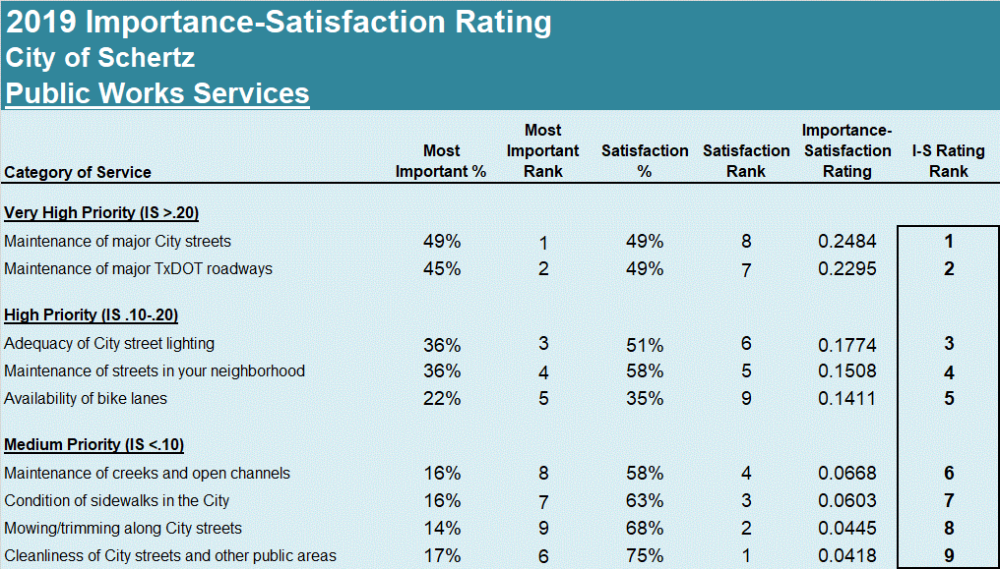 2019 Importance-Satisfaction Rating
City of Schertz
Public Works Services
Category of Service Most Important % Most Important Rank Satisfaction % Satisfaction Rank Importance-Satisfaction Rating I-S Rating Rank
Very High Priority (IS >.20)
Maintenance of major City streets 49% 1 49% 8 0.2484 1
Maintenance of major TxDOT roadways 45% 2 49% 7 0.2295 2
High Priority (IS .10-.20)
Adequacy of City street lighting 36% 3 51% 6 0.1774 3
Maintenance of streets in your neighborhood 36% 4 58% 5 0.1508 4
Availability of bike lanes 22% 5 35% 9 0.1411 5
Medium Priority (IS <.10)
Maintenance of creeks and open channels 16% 8 58% 4 0.0668 6
Condition of sidewalks in the City 16% 7 63% 3 0.0603 7
Mowing/trimming along City streets 14% 9 68% 2 0.0445 8
Cleanliness of City streets and other public areas 17% 6 75% 1 0.0418 9